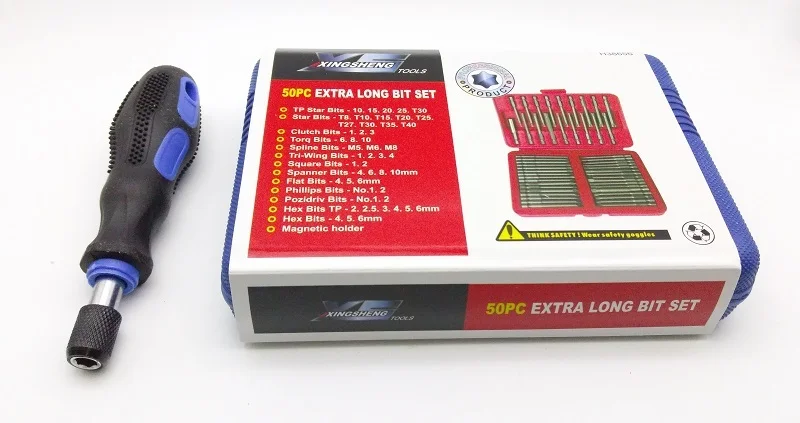 XINGSHENG
TOOLS
50PC EXTRA LONG BIT SET
TP Star Bits - 10, 15, 20, 25, T30
Star Bits - T8, T10, T15, T20, T25,
T27, T30, T35, T40
Clutch Bits - 1, 2, 3
Torq Bits - 6, 8, 10
Spline Bits - M5, M6, M8
Tri-Wing Bits - 1, 2, 3, 4
Square Bits - 1, 2
Spanner Bits - 4, 6, 8, 10mm
Flat Bits - 4, 5, 6mm
Phillips Bits - No.1, 2
Pozidriv Bits - No.1, 2
Hex Bits TP - 2, 2.5, 3, 4, 5, 6mm
Hex Bits - 4, 5, 6mm
Magnetic holder
PRODUCT
THINK SAFETY ! Wear safety goggles
XINGSHENG
TOOLS
50PC EXTRA LONG BIT SET